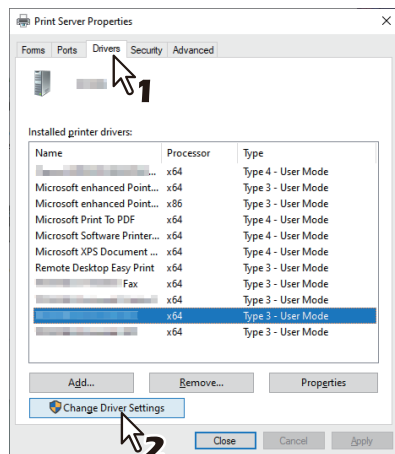 Print Server Properties
Forms Ports Drivers Security Advanced
1
Installed printer drivers:
Name Processor Type
... x64 Type 4 - User Mode
Microsoft enhanced Point... x64 Type 3 - User Mode
Microsoft enhanced Point... x86 Type 3 - User Mode
Microsoft Print To PDF x64 Type 4 - User Mode
Microsoft Software Printer... x64 Type 4 - User Mode
Microsoft XPS Document ... x64 Type 4 - User Mode
Remote Desktop Easy Print x64 Type 3 - User Mode
Fax x64 Type 3 - User Mode
x64 Type 3 - User Mode
x64 Type 3 - User Mode
x64 Type 3 - User Mode
Add... Remove... Properties
Change Driver Settings
2
Close Cancel Apply